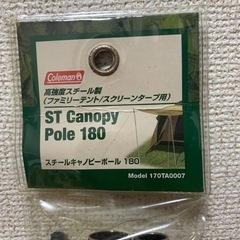 Coleman
高強度スチール製
(ファミリーテント/スクリーンタープ用)
ST Canopy
Pole 180
スチールキャノピーポール 180
Model 170TA0007